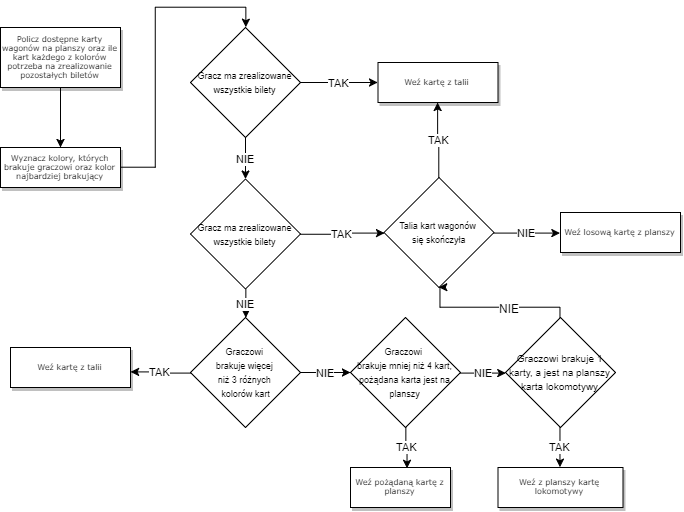 Policz dostępne karty
wagonów na planszy oraz ile
kart każdego z kolorów
potrzeba na zrealizowanie
pozostałych biletów
Gracz ma zrealizowane
wszystkie bilety
TAK
Weź kartę z talii
TAK
NIE
Wyznacz kolory, których
brakuje graczowi oraz kolor
najbardziej brakujący
Gracz ma zrealizowane
wszystkie bilety
TAK
Talia kart wagonów
się skończyła
NIE
Weź losową kartę z planszy
NIE
NIE
Weź kartę z talii
TAK
Graczowi
brakuje więcej
niż 3 różnych
kolorów kart
NIE
Graczowi
brakuje mniej niż 4 kart,
pożądana karta jest na
planszy
NIE
Graczowi brakuje 1
karty, a jest na planszy
karta lokomotywy
TAK
TAK
Weź pożądaną kartę z
planszy
Weź z planszy kartę
lokomotywy